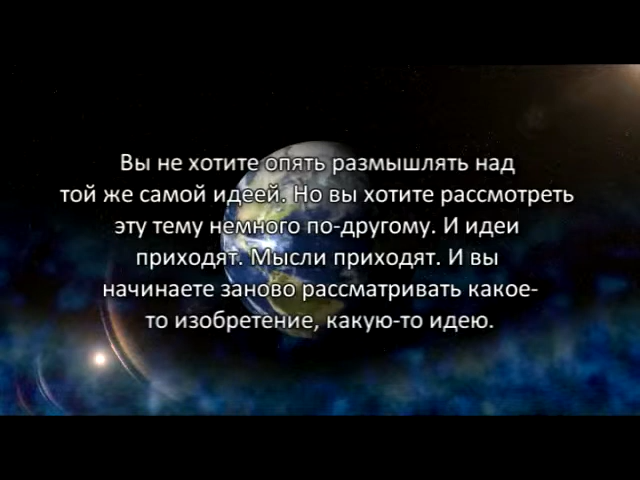 Вы не хотите опять размышлять над
той же самой идеей. Но вы хотите рассмотреть
эту тему немного по-другому. И идеи
приходят. Мысли приходят. И вы
начинаете заново рассматривать какое-
то изобретение, какую-то идею.